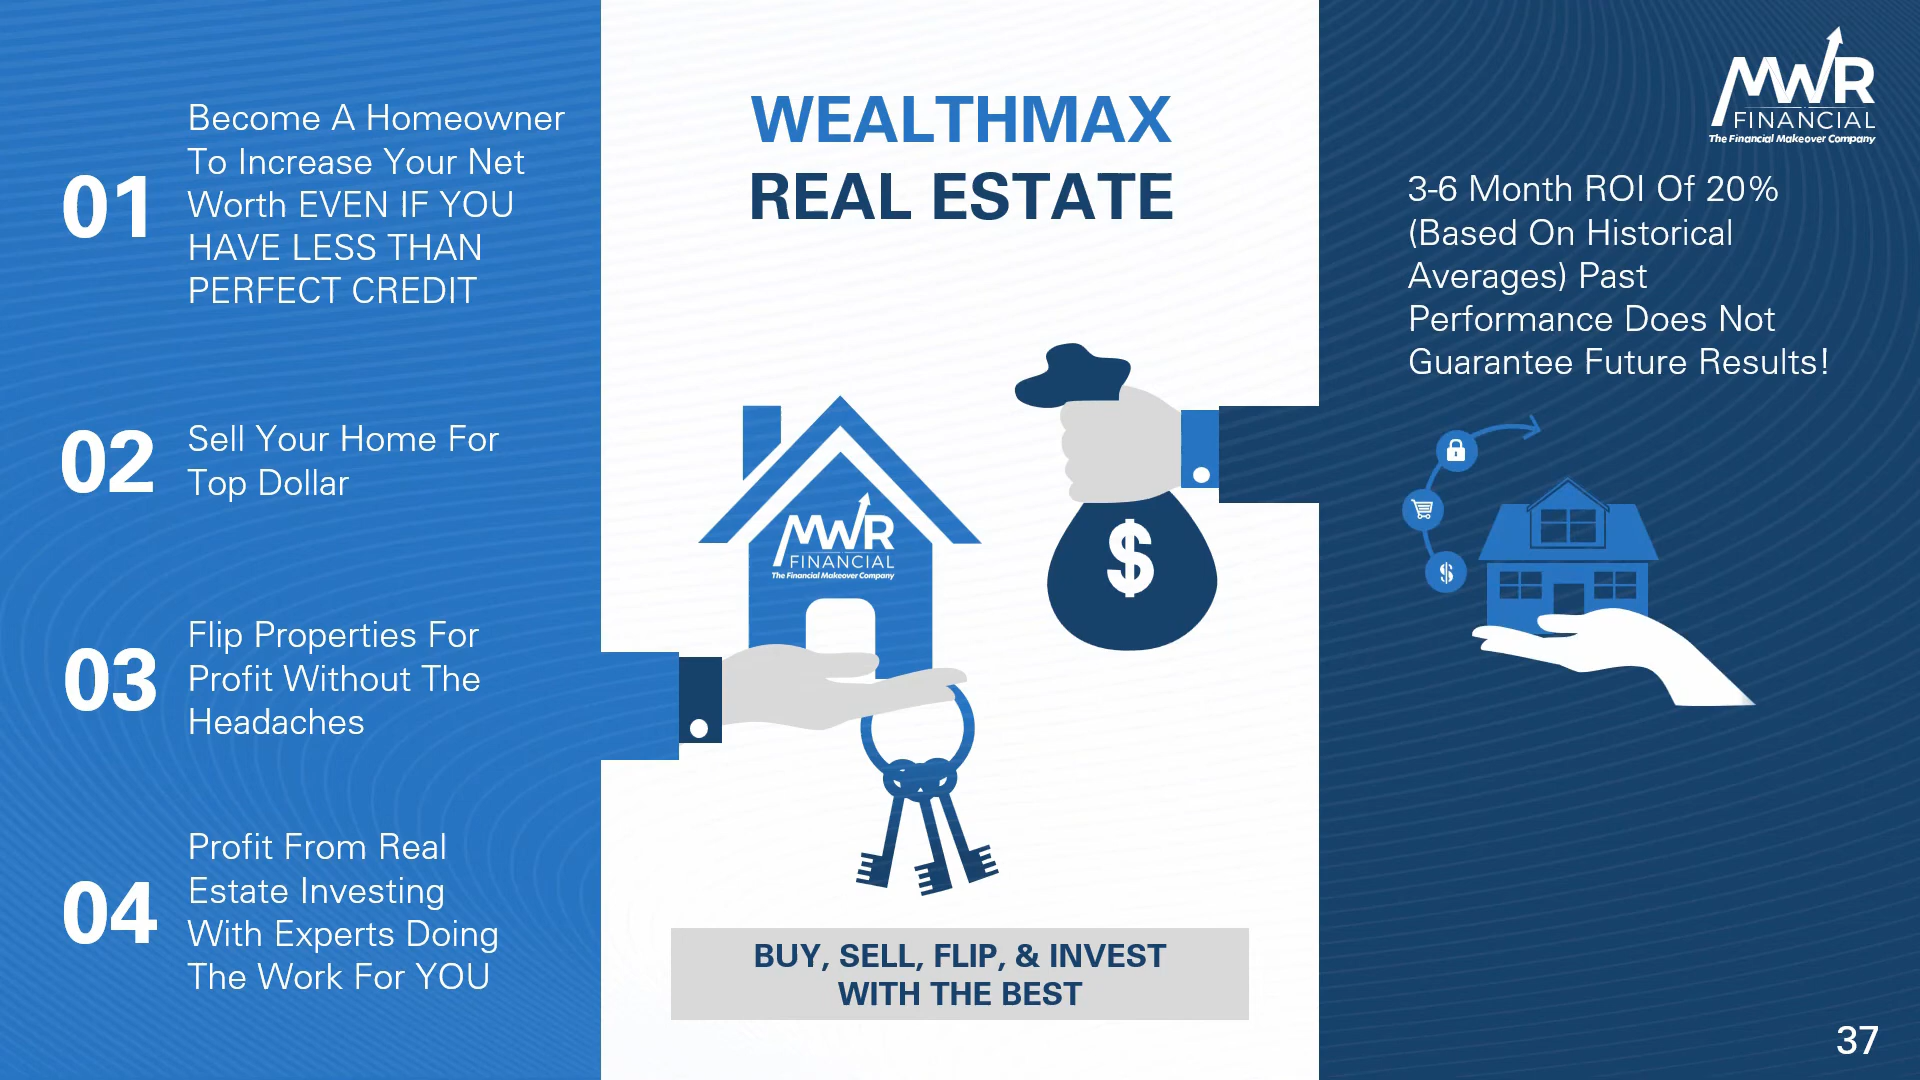 01
Become A Homeowner
To Increase Your Net
Worth EVEN IF YOU
HAVE LESS THAN
PERFECT CREDIT
02
Sell Your Home For
Top Dollar
03
Flip Properties For
Profit Without The
Headaches
04
Profit From Real
Estate Investing
With Experts Doing
The Work For YOU
WEALTHMAX
REAL ESTATE
MWR
FINANCIAL
The Financial Makeover Company
$
BUY, SELL, FLIP, & INVEST
WITH THE BEST
MWR
FINANCIAL
The Financial Makeover Company
3-6 Month ROI Of 20%
(Based On Historical
Averages) Past
Performance Does Not
Guarantee Future Results!
$
37